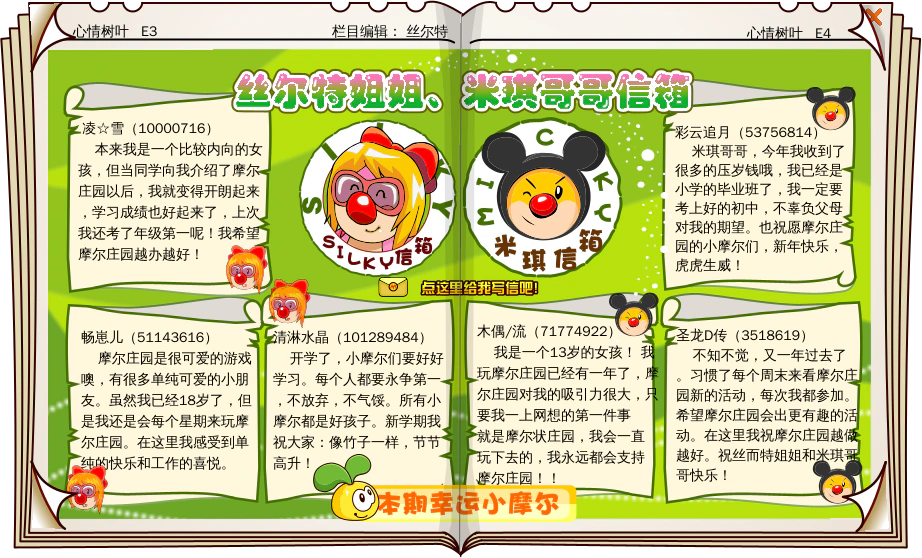 心情树叶 E3
栏目编辑： 丝尔特
心情树叶 E4
丝尔特姐姐、米琪哥哥信箱
凌☆雪（10000716）
本来我是一个比较内向的女
孩，但当同学向我介绍了摩尔
庄园以后，我就变得开朗起来
，学习成绩也好起来了，上次
我还考了年级第一呢！我希望
摩尔庄园越办越好！
SILKY
SILKY信箱
MICKY
米琪信箱
点这里给我写信吧!
彩云追月（53756814）
米琪哥哥，今年我收到了
很多的压岁钱哦，我已经是
小学的毕业班了，我一定要
考上好的初中，不辜负父母
对我的期望。也祝愿摩尔庄
园的小摩尔们，新年快乐，
虎虎生威！
畅崽儿（51143616）
摩尔庄园是很可爱的游戏
噢，有很多单纯可爱的小朋
友。虽然我已经18岁了，但
是我还是会每个星期来玩摩
尔庄园。在这里我感受到单
纯的快乐和工作的喜悦。
清淋水晶（101289484）
开学了，小摩尔们要好好
学习。每个人都要永争第一
，不放弃，不气馁。所有小
摩尔都是好孩子。新学期我
祝大家：像竹子一样，节节
高升！
木偶/流（71774922）
我是一个13岁的女孩！ 我
玩摩尔庄园已经有一年了，摩
尔庄园对我的吸引力很大，只
要我一上网想的第一件事
就是摩尔状庄园，我会一直
玩下去的，我永远都会支持
摩尔庄园！！
圣龙D传（3518619）
不知不觉，又一年过去了
。习惯了每个周末来看摩尔庄
园新的活动，每次我都参加。
希望摩尔庄园会出更有趣的活
动。在这里我祝摩尔庄园越做
越好。祝丝而特姐姐和米琪哥
哥快乐！
本期幸运小摩尔